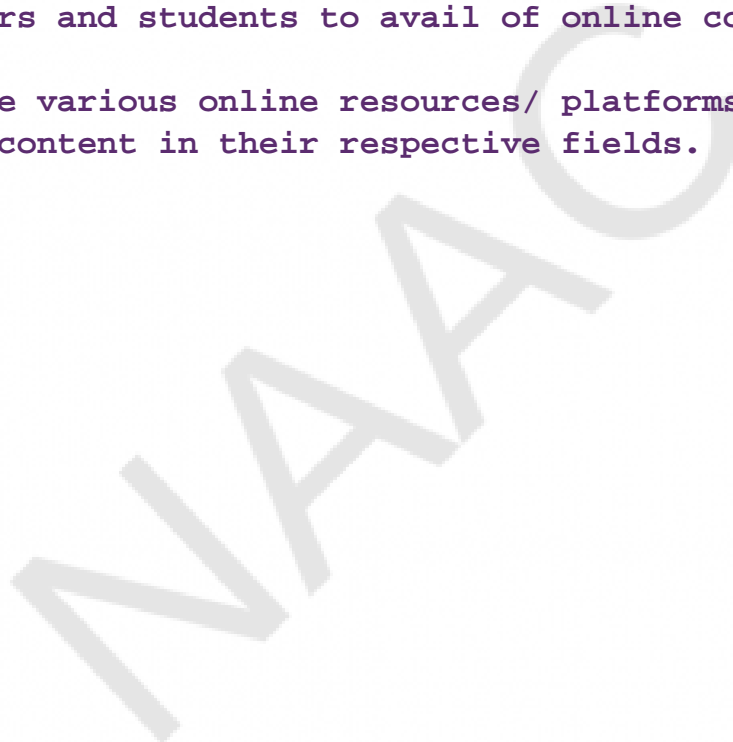 rs and students to avail of online co
e various online resources/ platforms
content in their respective fields.
NAAC